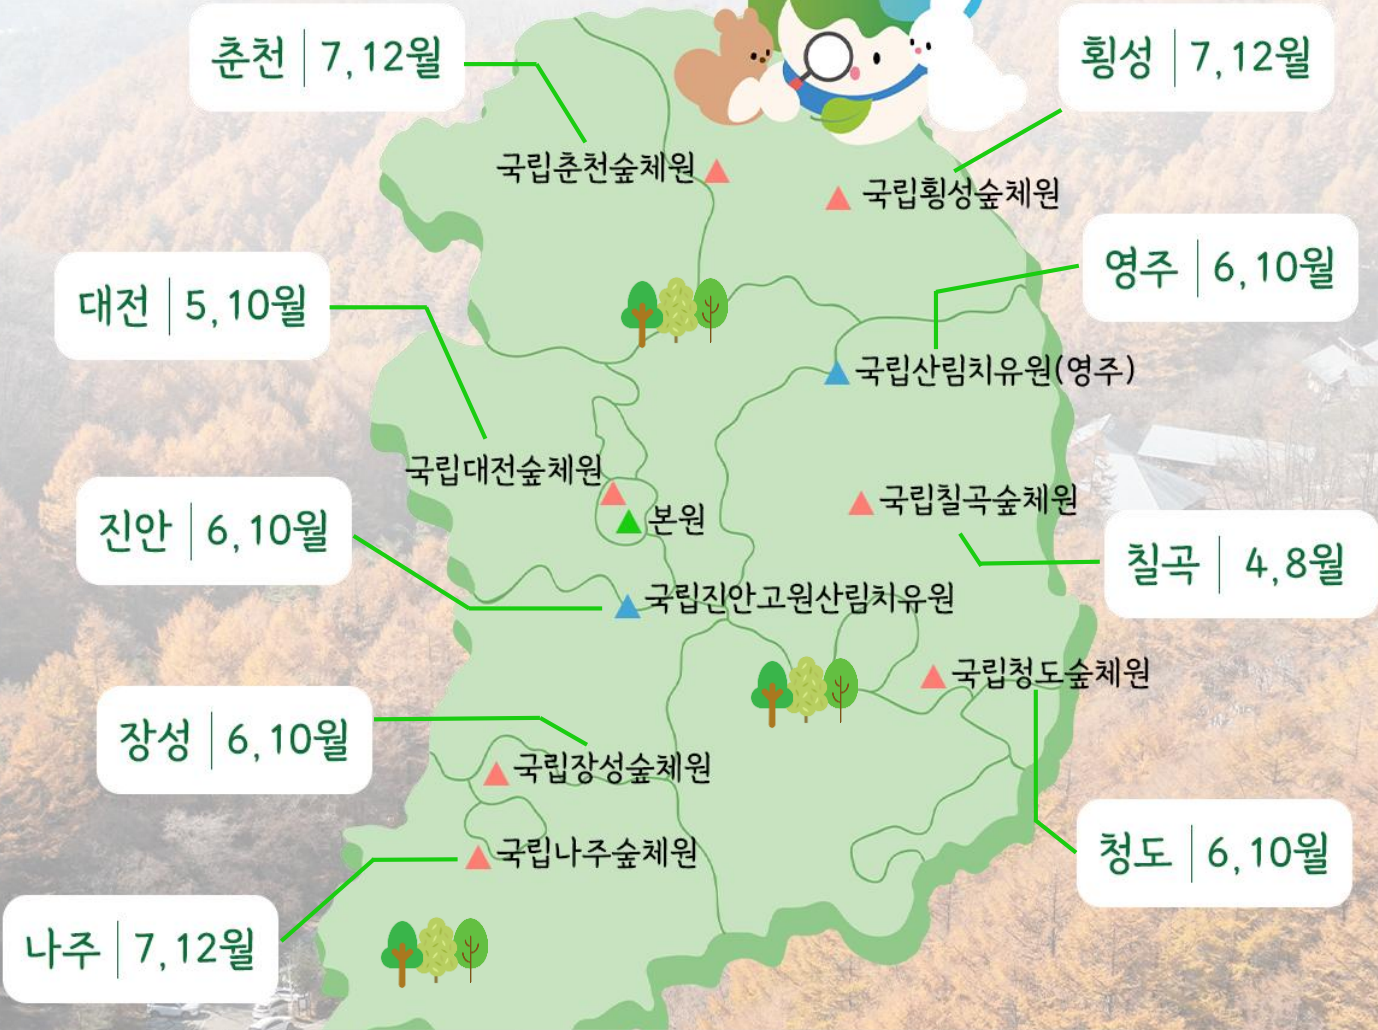 춘천 | 7, 12월
횡성 | 7, 12월
국립춘천숲체원
국립횡성숲체원
영주 | 6, 10월
대전 | 5, 10월
국립산림치유원(영주)
국립대전숲체원
국립칠곡숲체원
본원
진안 | 6, 10월
칠곡 | 4, 8월
국립진안고원산림치유원
국립청도숲체원
장성 | 6, 10월
국립장성숲체원
국립나주숲체원
청도 | 6, 10월
나주 | 7, 12월